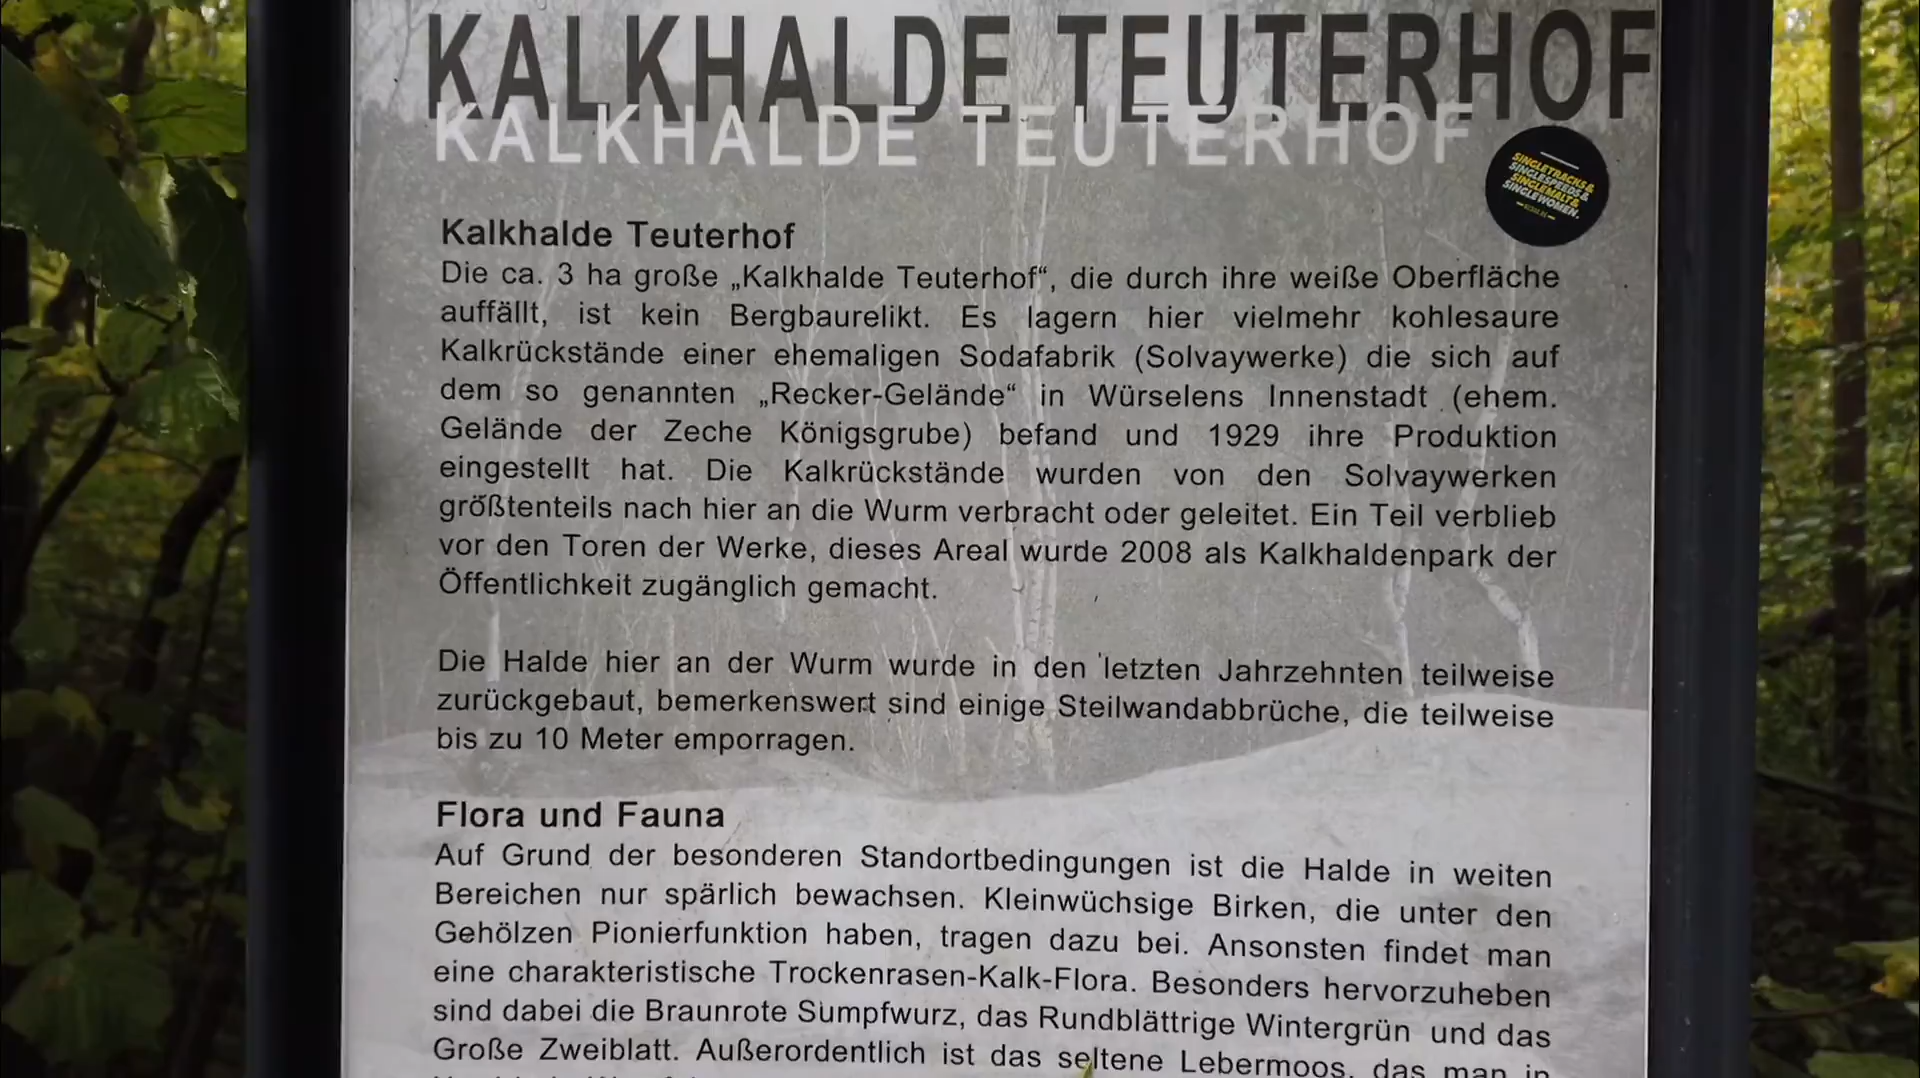 KALKHALDE TEUTERHOF
KALKHALDE TEUTERHOF
SINGLETRACKS&
SINGLESPEEDS&
SINGLEMALT&
SINGLEWOMEN.
Kalkhalde Teuterhof
Die ca. 3 ha große „Kalkhalde Teuterhof“, die durch ihre weiße Oberfläche
auffällt, ist kein Bergbaurelikt. Es lagern hier vielmehr kohlesaure
Kalkrückstände einer ehemaligen Sodafabrik (Solvaywerke) die sich auf
dem so genannten „Recker-Gelände“ in Würselens Innenstadt (ehem.
Gelände der Zeche Königsgrube) befand und 1929 ihre Produktion
eingestellt hat. Die Kalkrückstände wurden von den Solvaywerken
größtenteils nach hier an die Wurm verbracht oder geleitet. Ein Teil verblieb
vor den Toren der Werke, dieses Areal wurde 2008 als Kalkhaldenpark der
Öffentlichkeit zugänglich gemacht.
Die Halde hier an der Wurm wurde in den letzten Jahrzehnten teilweise
zurückgebaut, bemerkenswert sind einige Steilwandabbrüche, die teilweise
bis zu 10 Meter emporragen.
Flora und Fauna
Auf Grund der besonderen Standortbedingungen ist die Halde in weiten
Bereichen nur spärlich bewachsen. Kleinwüchsige Birken, die unter den
Gehölzen Pionierfunktion haben, tragen dazu bei. Ansonsten findet man
eine charakteristische Trockenrasen-Kalk-Flora. Besonders hervorzuheben
sind dabei die Braunrote Sumpfwurz, das Rundblättrige Wintergrün und das
Große Zweiblatt. Außerordentlich ist das seltene Lebermoos, das man in